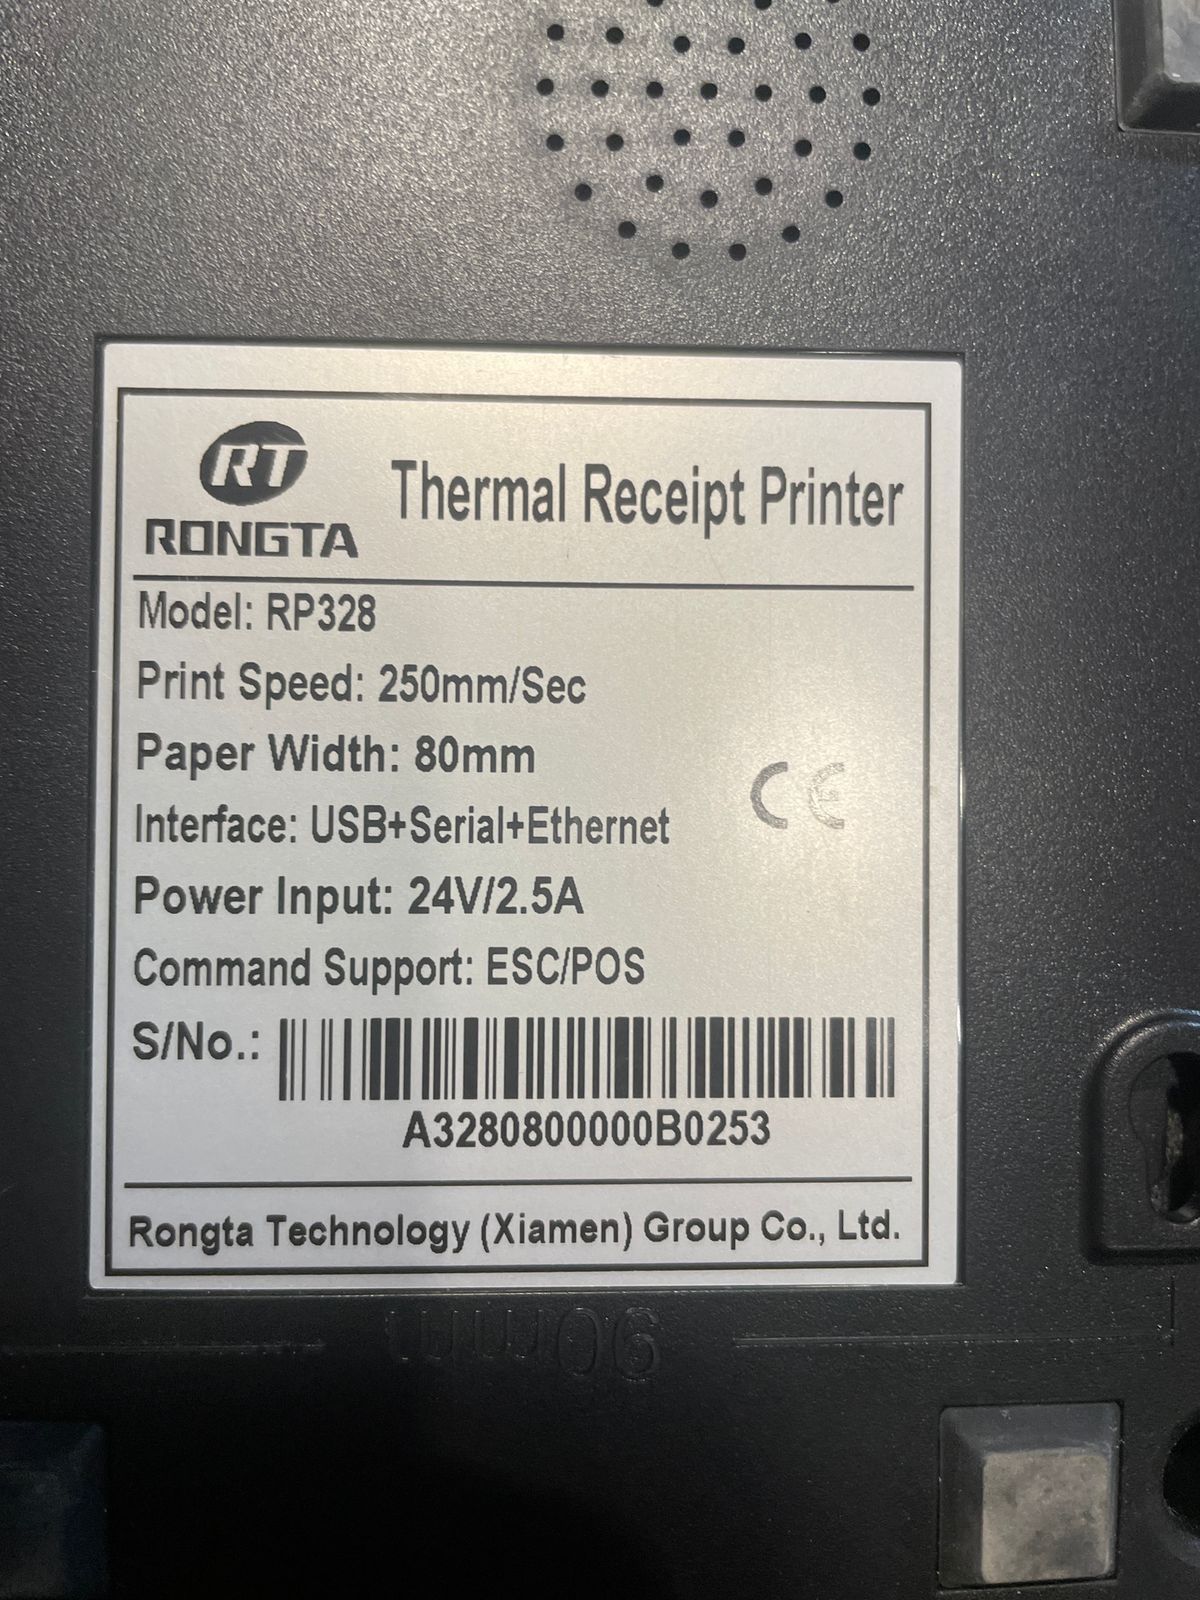 RT
RONGTA
Thermal Receipt Printer
Model: RP328
Print Speed: 250mm/Sec
Paper Width: 80mm
Interface: USB+Serial+Ethernet
CE
Power Input: 24V/2.5A
Command Support: ESC/POS
S/No.:
A3280800000B0253
Rongta Technology (Xiamen) Group Co., Ltd.
90mm